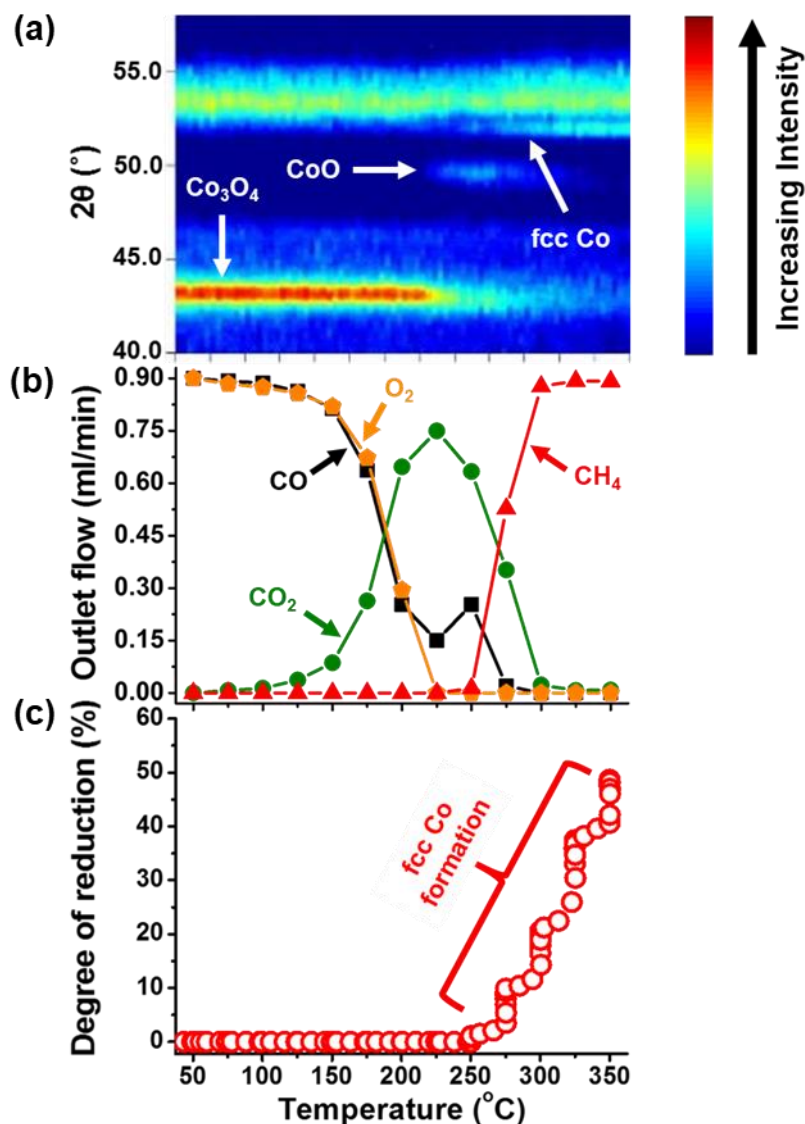 (a)
2θ (°)
55.0
50.0
45.0
40.0
Co₃O₄
CoO
fcc Co
Increasing Intensity
(b)
Outlet flow (ml/min)
0.90
0.75
0.60
0.45
0.30
0.15
0.00
O₂
CO
CO₂
CH₄
(c)
Degree of reduction (%)
60
50
40
30
20
10
0
fcc Co
formation
50
100
150
200
250
300
350
Temperature (°C)